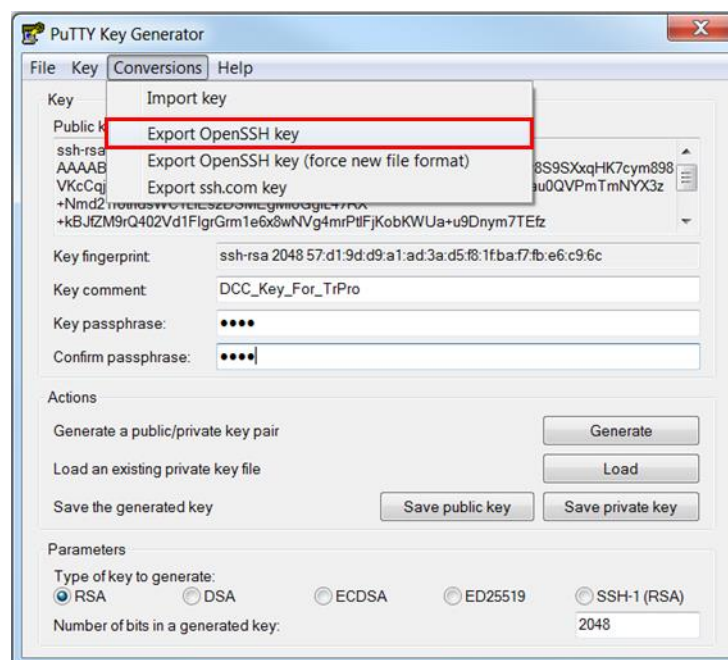 PuTTY Key Generator
File Key Conversions Help
Import key
Export OpenSSH key
Export OpenSSH key (force new file format)
Export ssh.com key
Key
Public k
ssh-rsa
AAAAB 8S9SXxqHK7cym898
VKcCqj au0QVPmTmNYX3z
+kBJfZM9rQ402Vd1FIgrGrm1e6x8wNVg4mrPtlFjKobKWUa+u9Dnym7TEfz
Key fingerprint: ssh-rsa 2048 57:d1:9d:d9:a1:ad:3a:d5:f8:1f:ba:f7:fb:e6:c9:6c
Key comment: DCC_Key_For_TrPro
Key passphrase: ●●●●
Confirm passphrase: ●●●●
Actions
Generate a public/private key pair Generate
Load an existing private key file Load
Save the generated key Save public key Save private key
Parameters
Type of key to generate:
RSA DSA ECDSA ED25519 SSH-1 (RSA)
Number of bits in a generated key: 2048